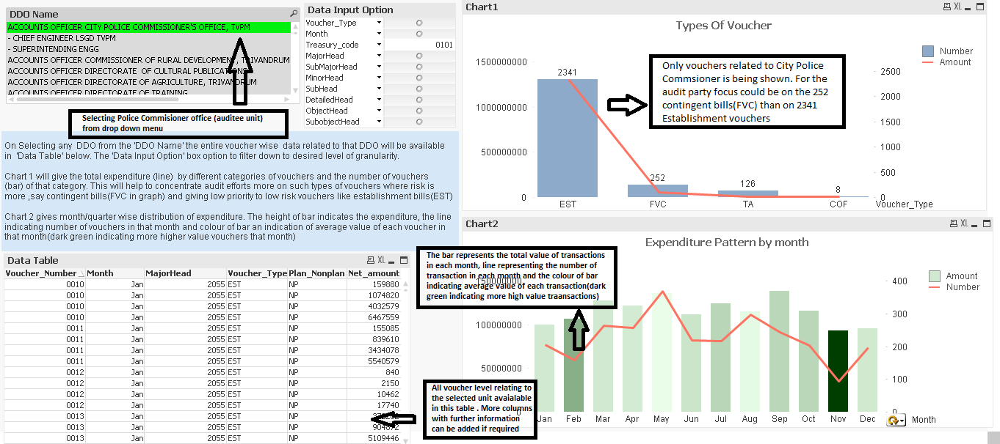 DDO Name
ACCOUNTS OFFICER CITY POLICE COMMISSIONER'S OFFICE, TVPM
- CHIEF ENGINEER LSGD TVPM
- SUPERINTENDING ENGG
ACCOUNTS OFFICER COMMISSIONER OF RURAL DEVELOPMENT, TRIVANDRUM
ACCOUNTS OFFICER DIRECTORATE OF CULTURAL PUBLICATIONS
ACCOUNTS OFFICER DIRECTORATE OF AGRICULTURE, TRIVANDRUM
ACCOUNTS OFFICER DIRECTORATE OF TRAINING
Selecting Police Commisioner office (auditee unit)
from drop down menu
Data Input Option
Voucher_Type
Month
Treasury_code 0101
MajorHead
SubMajorHead
MinorHead
SubHead
DetailedHead
ObjectHead
SubobjectHead
On Selecting any DDO from the 'DDO Name' the entire voucher wise data related to that DDO will be available
in 'Data Table' below. The 'Data Input Option' box option to filter down to desired level of granularity.
Chart 1 will give the total expenditure (line) by different categories of vouchers and the number of vouchers
(bar) of that category. This will help to concentrate audit efforts more on such types of vouchers where risk is
more ,say contingent bills(FVC in graph) and giving low priority to low risk vouchers like establishment bills(EST)
Chart 2 gives month/quarter wise distribution of expenditure. The height of bar indicates the expenditure, the line
indicating number of vouchers in that month and colour of bar an indication of average value of each voucher in
that month(dark green indicating more higher value vouchers that month)
Chart1
XL
Types Of Voucher
Number
Amount
1500000000
1000000000
500000000
0
2341
252
126
8
2500
2000
1500
1000
500
0
EST FVC TA COF Voucher_Type
Only vouchers related to City Police
Commsioner is being shown. For the
audit party focus could be on the 252
contingent bills(FVC) than on 2341
Establishment vouchers
Data Table
XL
Voucher_Number Month MajorHead Voucher_Type Plan_Nonplan Net_amount
0010 Jan 2055 EST NP 159880
0010 Jan 2055 EST NP 1074820
0010 Jan 2055 EST NP 4032579
0010 Jan 2055 EST NP 6467559
0011 Jan 2055 EST NP 155085
0011 Jan 2055 EST NP 839610
0011 Jan 2055 EST NP 3434078
0011 Jan 2055 EST NP 5540579
0012 Jan 2055 EST NP 840
0012 Jan 2055 EST NP 2150
0012 Jan 2055 EST NP 10462
0012 Jan 2055 EST NP 17740
0013 Jan 2055 EST NP
0013 Jan 2055 EST NP
0013 Jan 2055 EST NP 5109446
All voucher level relating to
the selected unit avaialable
in this table . More columns
with further information
can be added if required
Chart2
XL
Expenditure Pattern by month
The bar represents the total value of transactions
in each month, line representing the number of
transaction in each month and the colour of bar
indicating average value of each transaction(dark
green indicating more high value traansactions)
Amount
Number
150000000
100000000
50000000
0
400
300
200
100
0
Jan Feb Mar Apr May Jun Jul Aug Sep Oct Nov Dec Month